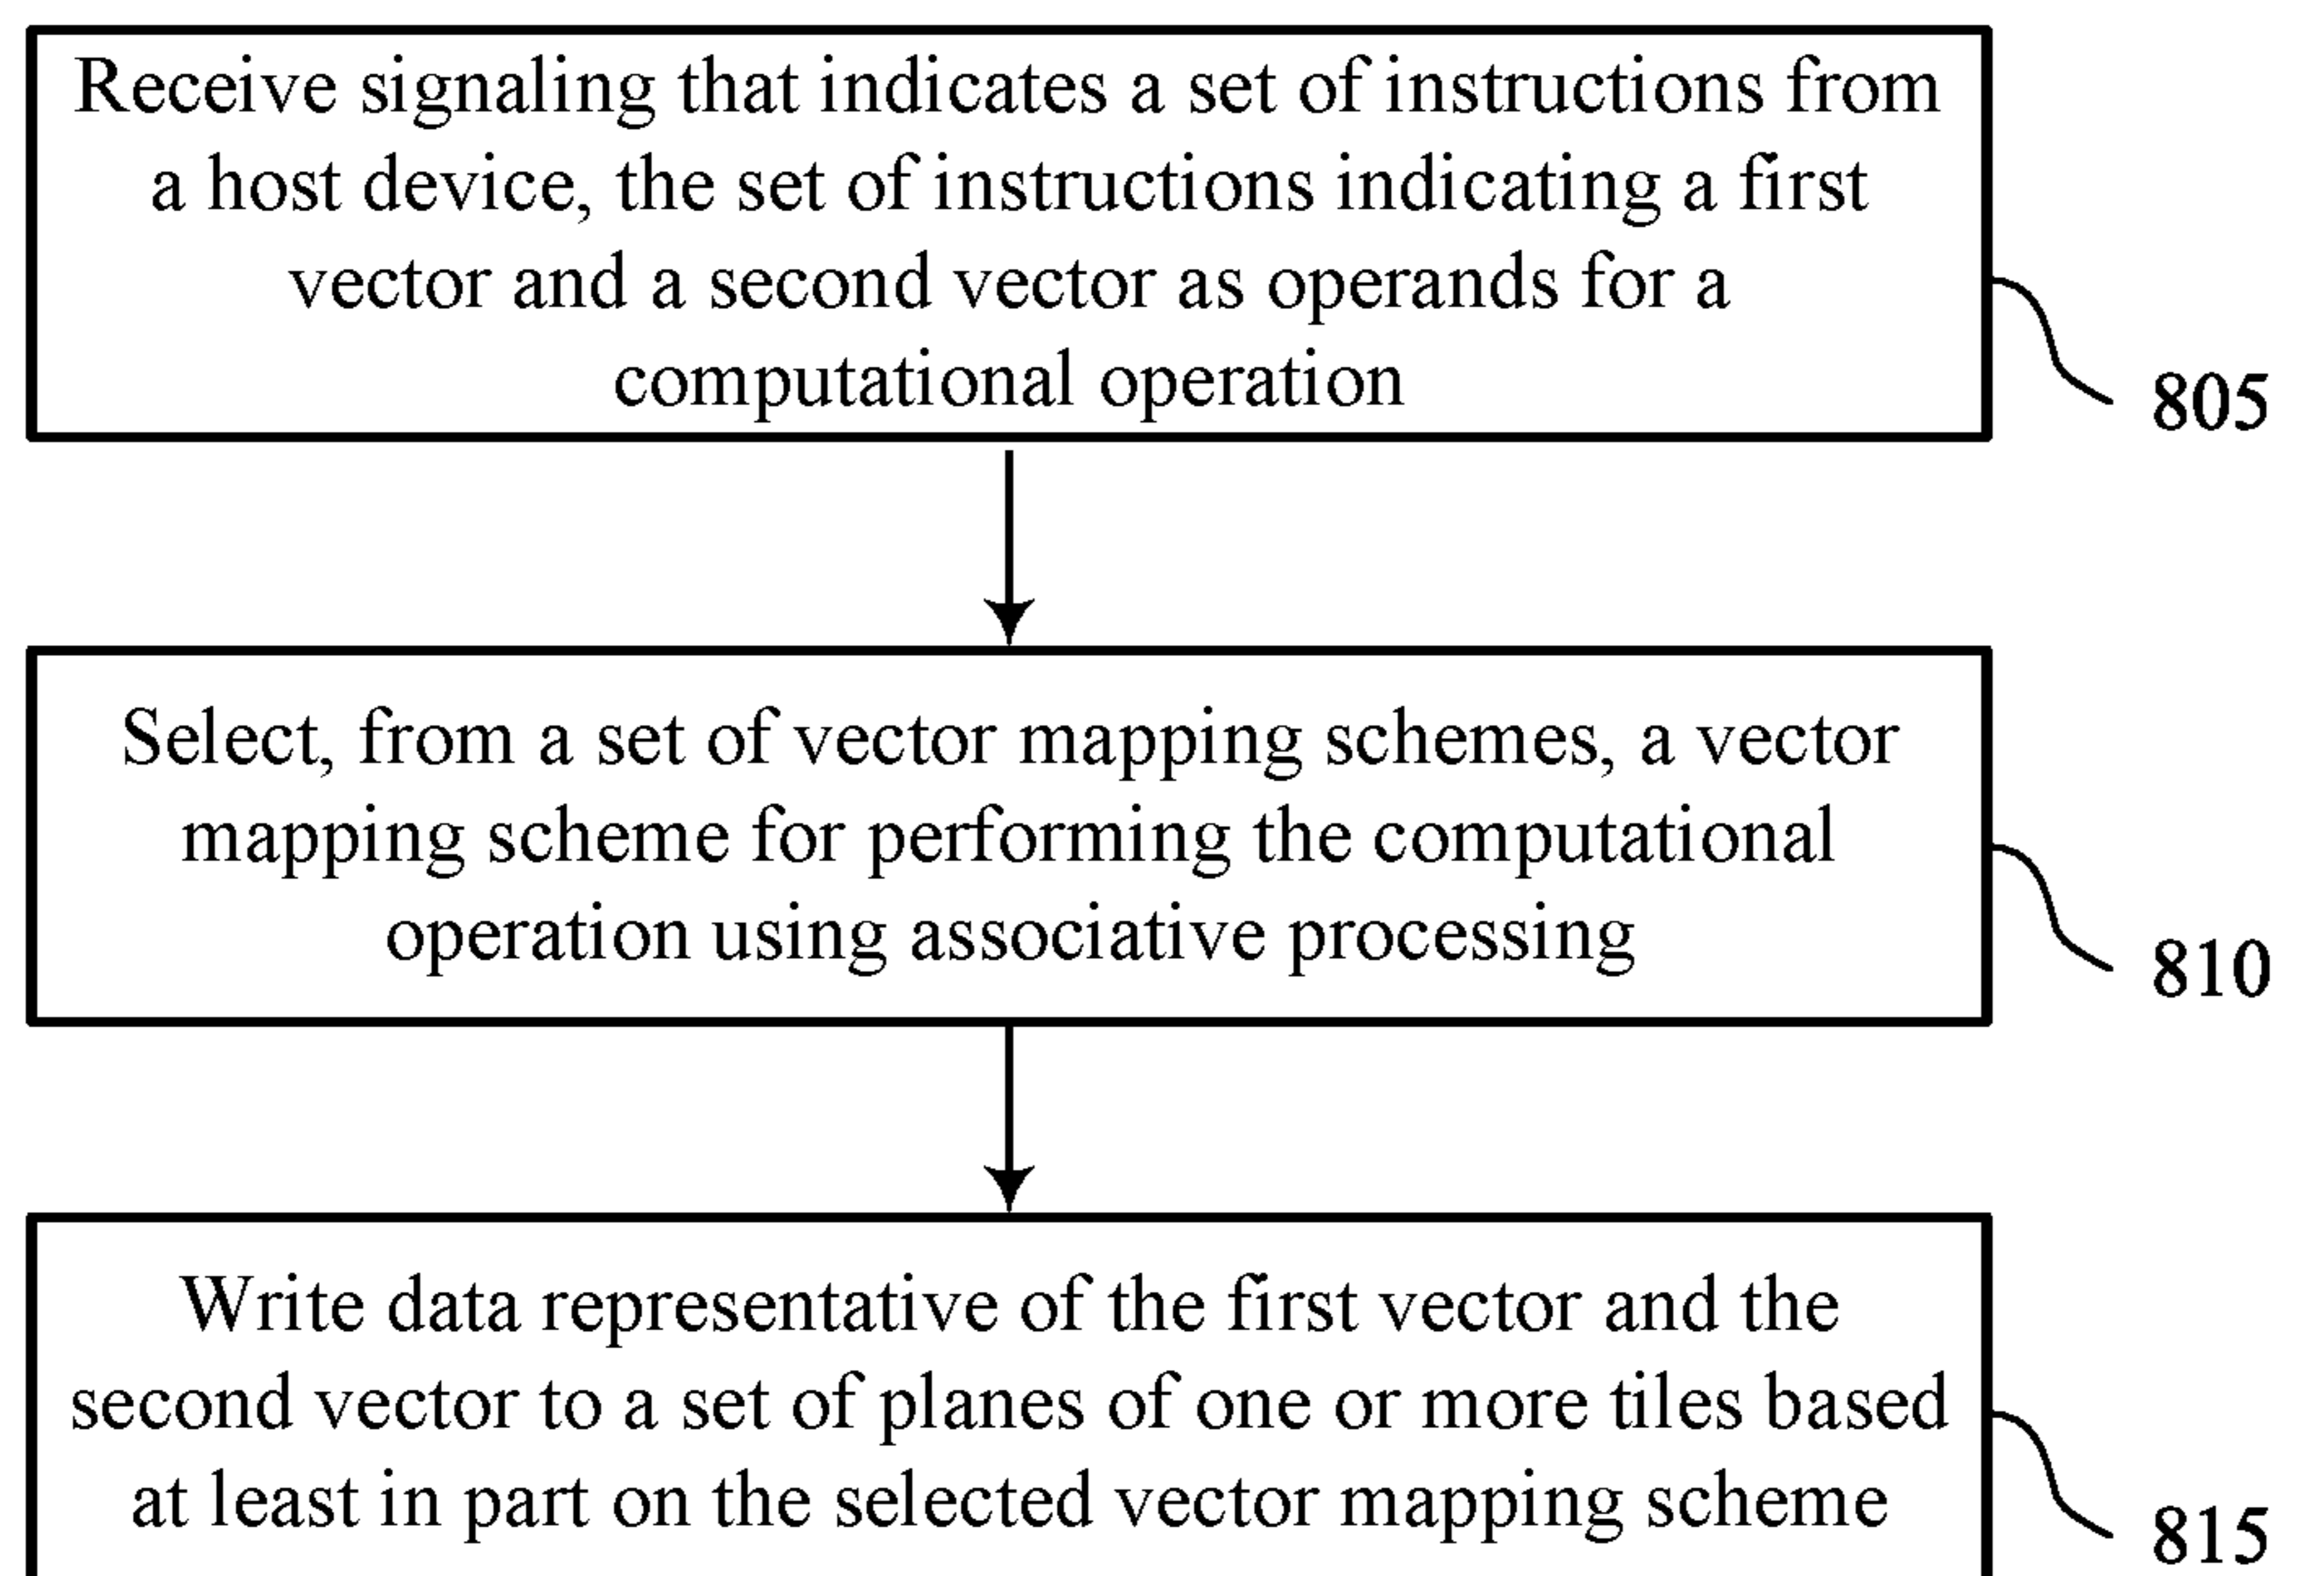 Receive signaling that indicates a set of instructions from
a host device, the set of instructions indicating a first
vector and a second vector as operands for a
computational operation
805
Select, from a set of vector mapping schemes, a vector
mapping scheme for performing the computational
operation using associative processing
810
Write data representative of the first vector and the
second vector to a set of planes of one or more tiles based
at least in part on the selected vector mapping scheme
815